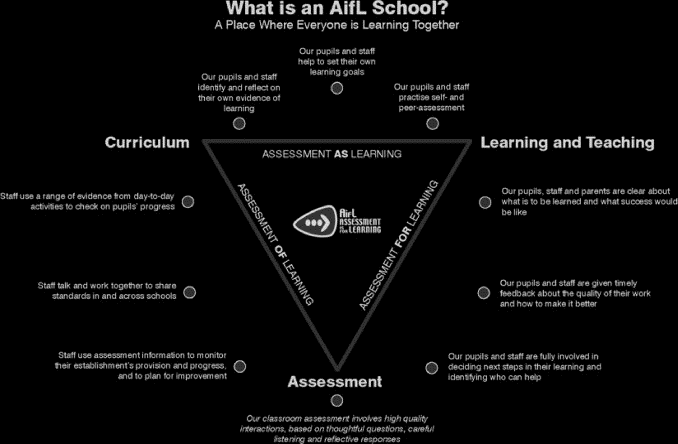 What is an AifL School?
A Place Where Everyone is Learning Together
Our pupils and staff
help to set their own
learning goals
Our pupils and staff
identify and reflect on
their own evidence of
learning
Our pupils and staff
practise self- and
peer-assessment
Curriculum
Learning and Teaching
ASSESSMENT AS LEARNING
Staff use a range of evidence from day-to-day
activities to check on pupils' progress
Our pupils, staff and parents are clear about
what is to be learned and what success would
be like
ASSESSMENT OF LEARNING
AifL
ASSESSMENT
is for LEARNING
ASSESSMENT FOR LEARNING
Staff talk and work together to share
standards in and across schools
Our pupils and staff are given timely
feedback about the quality of their work
and how to make it better
Staff use assessment information to monitor
their establishment's provision and progress,
and to plan for improvement
Our pupils and staff are fully involved in
deciding next steps in their learning and
identifying who can help
Assessment
Our classroom assessment involves high quality
interactions, based on thoughtful questions, careful
listening and reflective responses